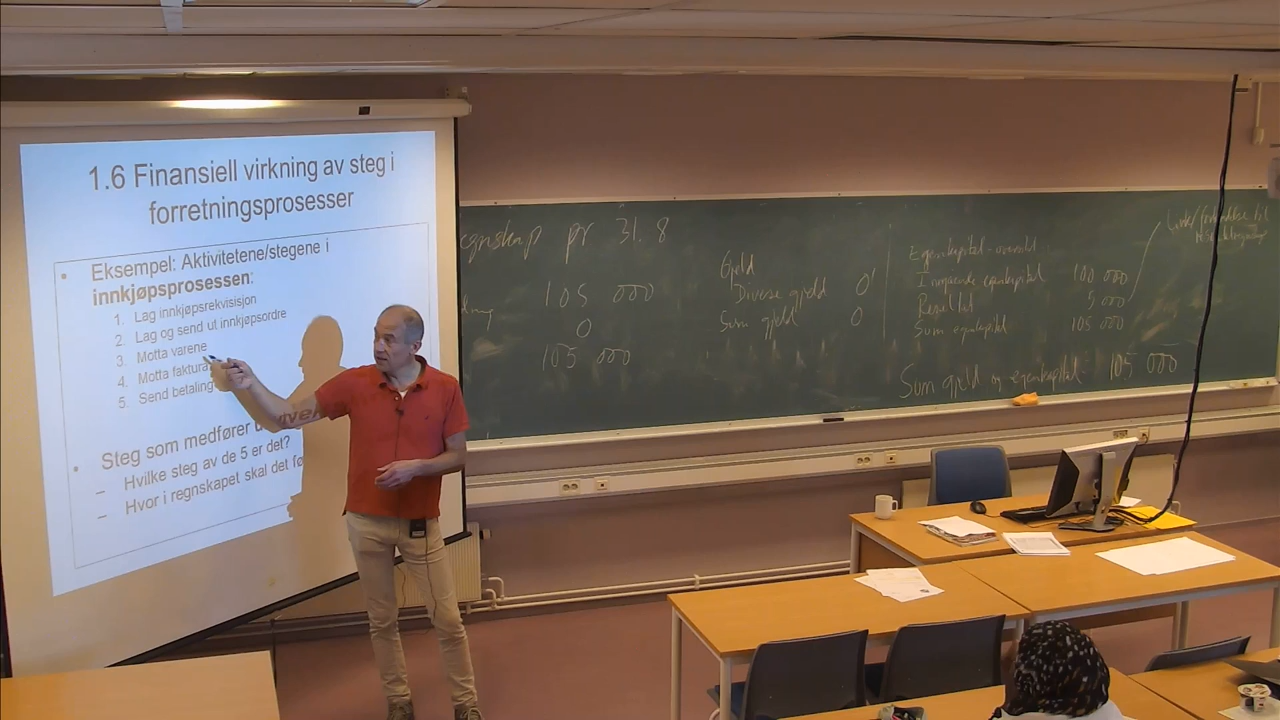 1.6 Finansiell virkning av steg i
forretningsprosesser
• Eksempel: Aktivitetene/stegene i
innkjøpsprosessen:
1. Lag innkjøpsrekvisisjon
2. Lag og send ut innkjøpsordre
3. Motta varene
4. Motta faktura
5. Send betaling
• Steg som medfører
– Hvilke steg av de 5 er det?
– Hvor i regnskapet skal det
pr 31.8
105 000
0
105 000
Gjeld
Diverse gjeld 0
Sum gjeld 0
Egenkapital-oversikt
Inngående egenkapital 100 000
Resultat 5 000
Sum egenkapital 105 000
Sum gjeld og egenkapital 105 000